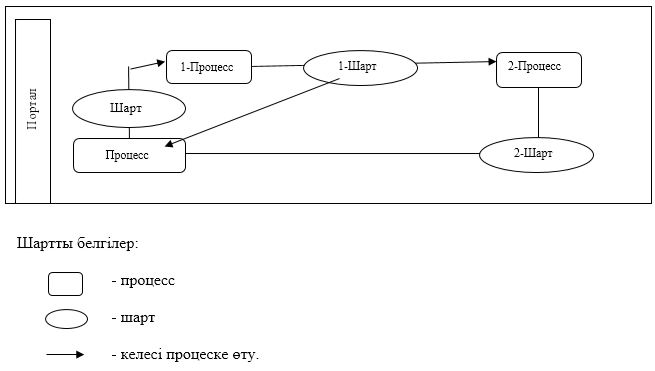 Портал
1-Процесс
1-Шарт
2-Процесс
Шарт
Процесс
2-Шарт
Шартты белгілер:
- процесс
- шарт
- келесі процеске өту.